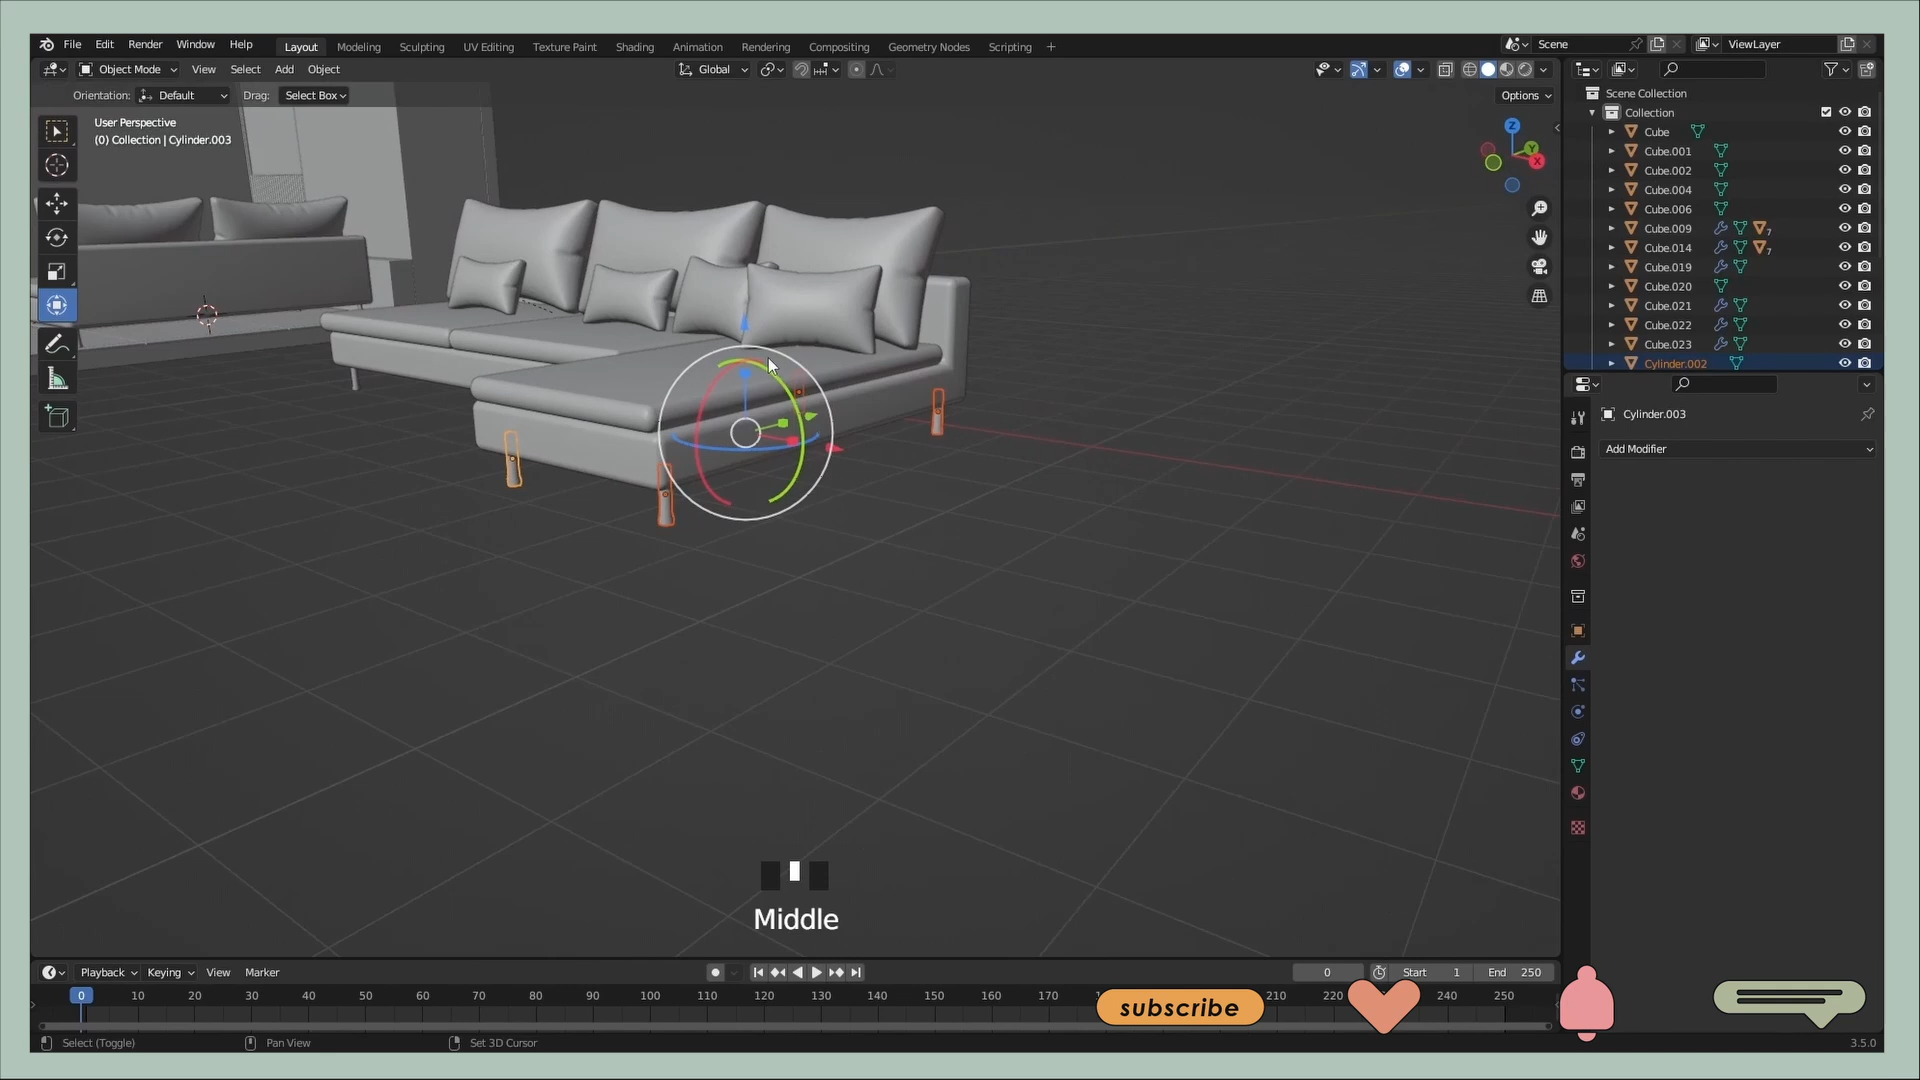 File Edit Render Window Help Layout Modeling Sculpting UV Editing Texture Paint Shading Animation Rendering Compositing Geometry Nodes Scripting + Scene ViewLayer
Object Mode View Select Add Object Global
Orientation: Default Drag: Select Box Options
User Perspective
(0) Collection | Cylinder.003
Z
Y
X
Scene Collection
Collection
Cube
Cube.001
Cube.002
Cube.004
Cube.006
Cube.009 7
Cube.014 7
Cube.019
Cube.020
Cube.021
Cube.022
Cube.023
Cylinder.002
Cylinder.003
Add Modifier
Middle
Playback Keying View Marker 0 Start 1 End 250
0 10 20 30 40 50 60 70 80 90 100 110 120 130 140 150 160 170 210 220 240 250
subscribe
Select (Toggle) Pan View Set 3D Cursor 3.5.0